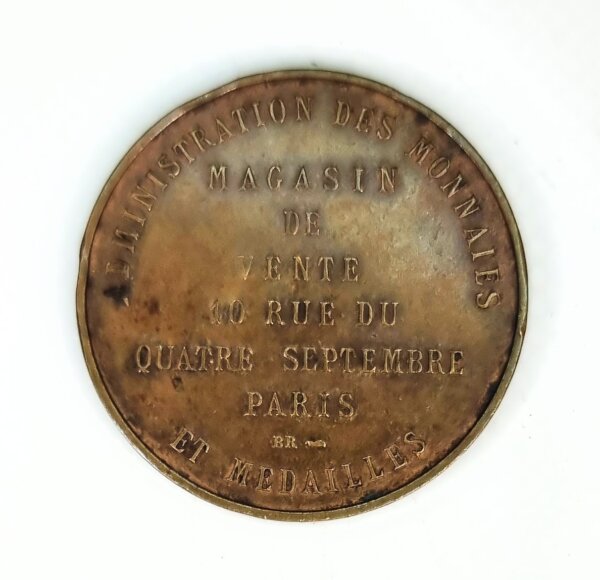 ADMINISTRATION DES MONNAIES
MAGASIN
DE
VENTE
10 RUE DU
QUATRE SEPTEMBRE
PARIS
BR
ET MEDAILLES